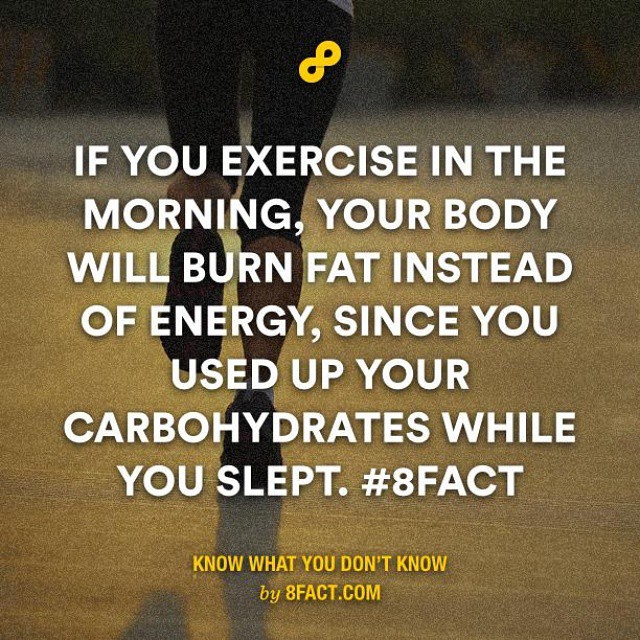 IF YOU EXERCISE IN THE
MORNING, YOUR BODY
WILL BURN FAT INSTEAD
OF ENERGY, SINCE YOU
USED UP YOUR
CARBOHYDRATES WHILE
YOU SLEPT. #8FACT
KNOW WHAT YOU DON'T KNOW
by 8FACT.COM